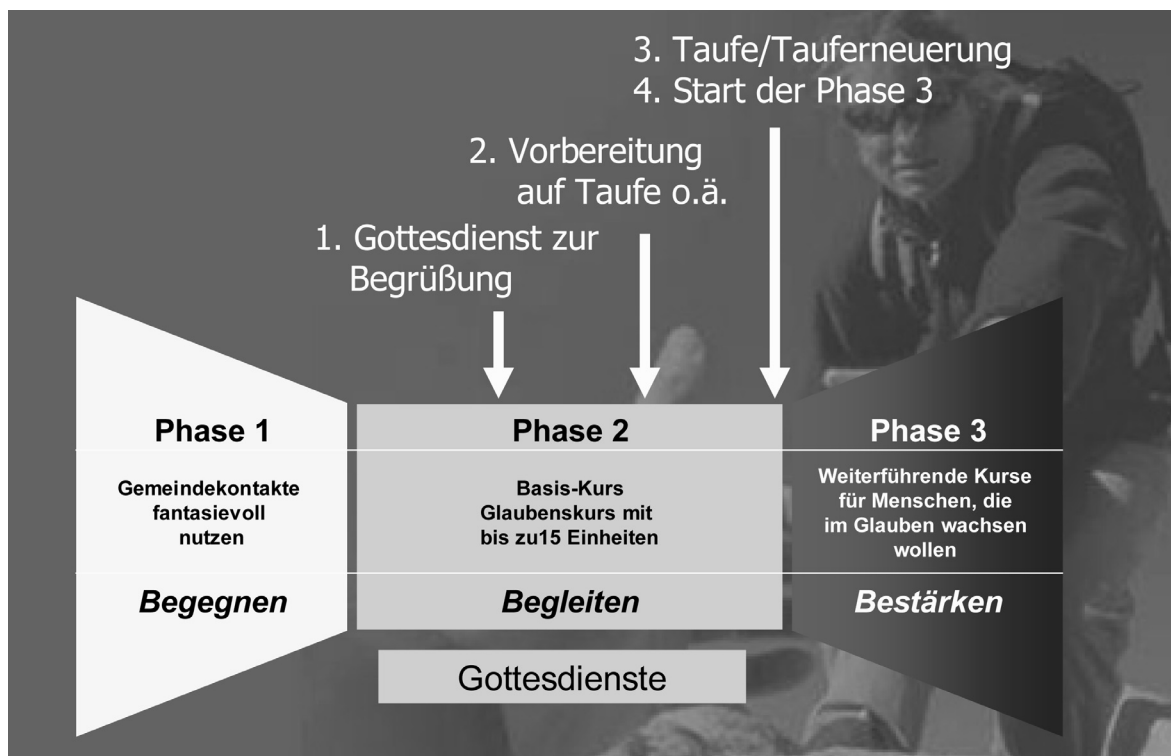 3. Taufe/Tauferneuerung
4. Start der Phase 3
2. Vorbereitung
auf Taufe o.ä.
1. Gottesdienst zur
Begrüßung
Phase 1
Gemeindekontakte
fantasievoll
nutzen
Begegnen
Phase 2
Basis-Kurs
Glaubenskurs mit
bis zu15 Einheiten
Begleiten
Phase 3
Weiterführende Kurse
für Menschen, die
im Glauben wachsen
wollen
Bestärken
Gottesdienste